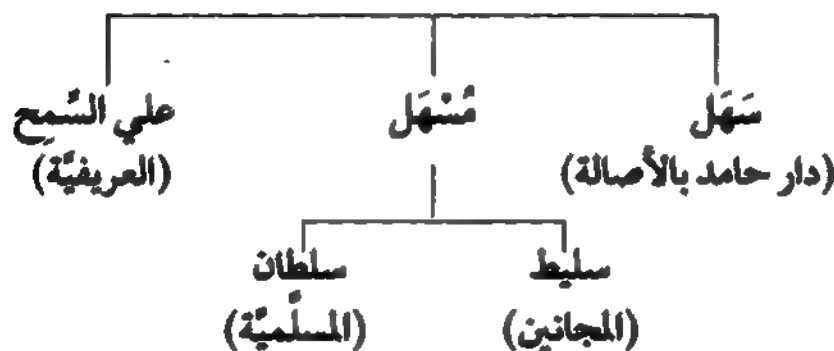 سَهَل مُسْهَل علي السَّمِح
(دار حامد بالأصالة) (العريفيَّة)
سليط سلطان
(المجانين) (المسلَّميَّة)